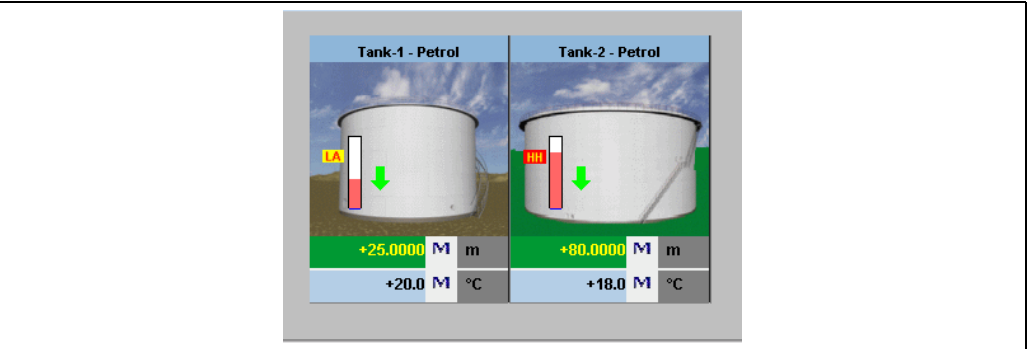 Tank-1 - Petrol
Tank-2 - Petrol
LA
HH
+25.0000 M m
+80.0000 M m
+20.0 M °C
+18.0 M °C